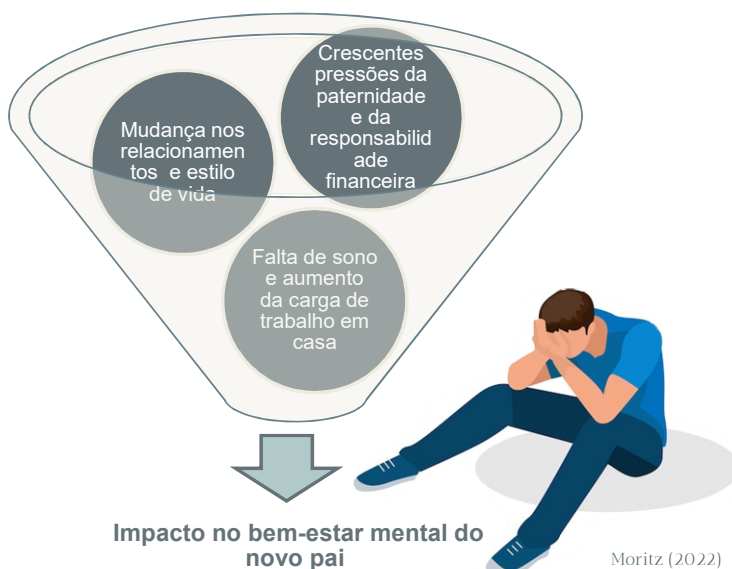 Crescentes
pressões da
paternidade
e da
responsabilid
ade
financeira
Mudança nos
relacionamen
tos e estilo
de vida
Falta de sono
e aumento
da carga de
trabalho em
casa
Impacto no bem-estar mental do
novo pai
Moritz (2022)